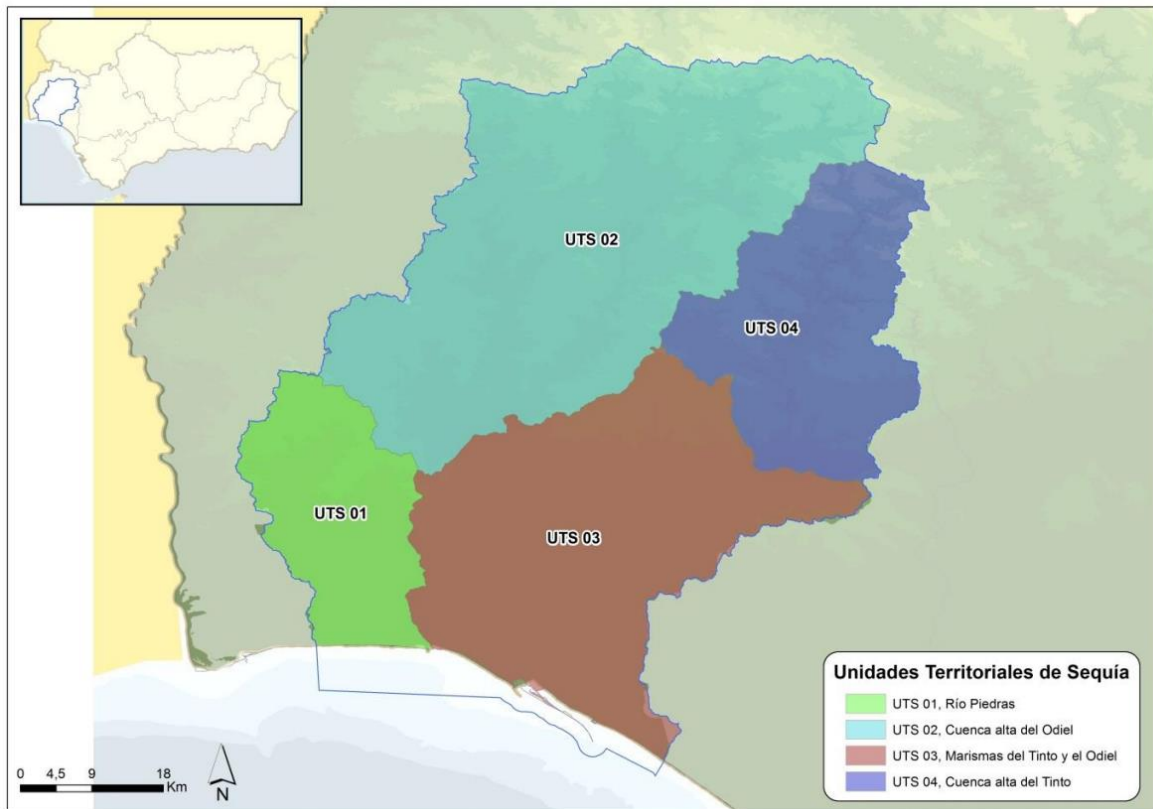 UTS 02
UTS 04
UTS 01
UTS 03
Unidades Territoriales de Sequía
UTS 01, Río Piedras
UTS 02, Cuenca alta del Odiel
UTS 03, Marismas del Tinto y el Odiel
UTS 04, Cuenca alta del Tinto
0 4,5 9 18
Km
N